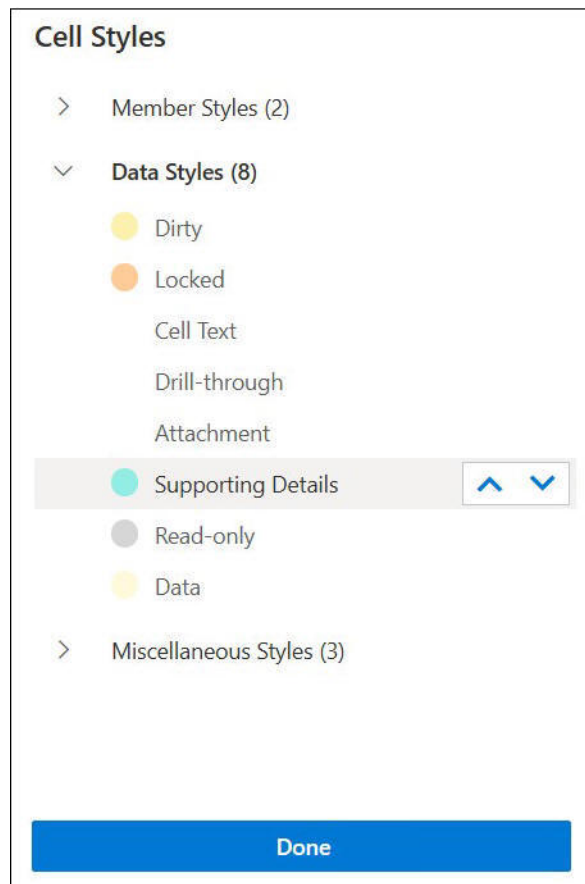 Cell Styles
Member Styles (2)
Data Styles (8)
Dirty
Locked
Cell Text
Drill-through
Attachment
Supporting Details
Read-only
Data
Miscellaneous Styles (3)
Done